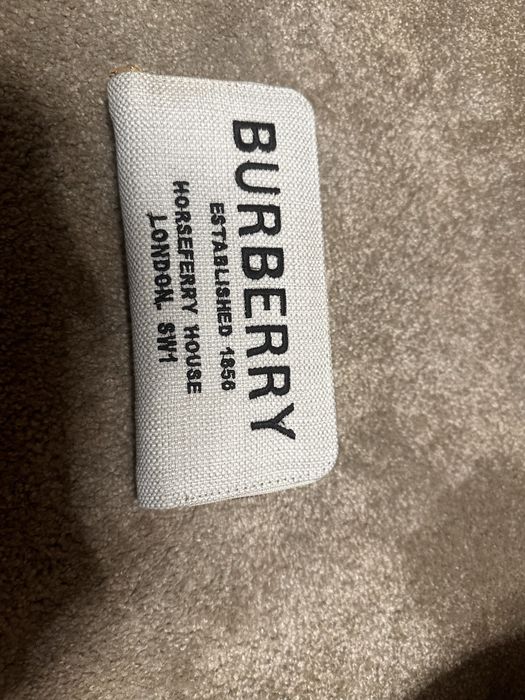 BURBERRY
ESTABLISHED 1856
HORSEFERRY HOUSE
LONDON, SW1